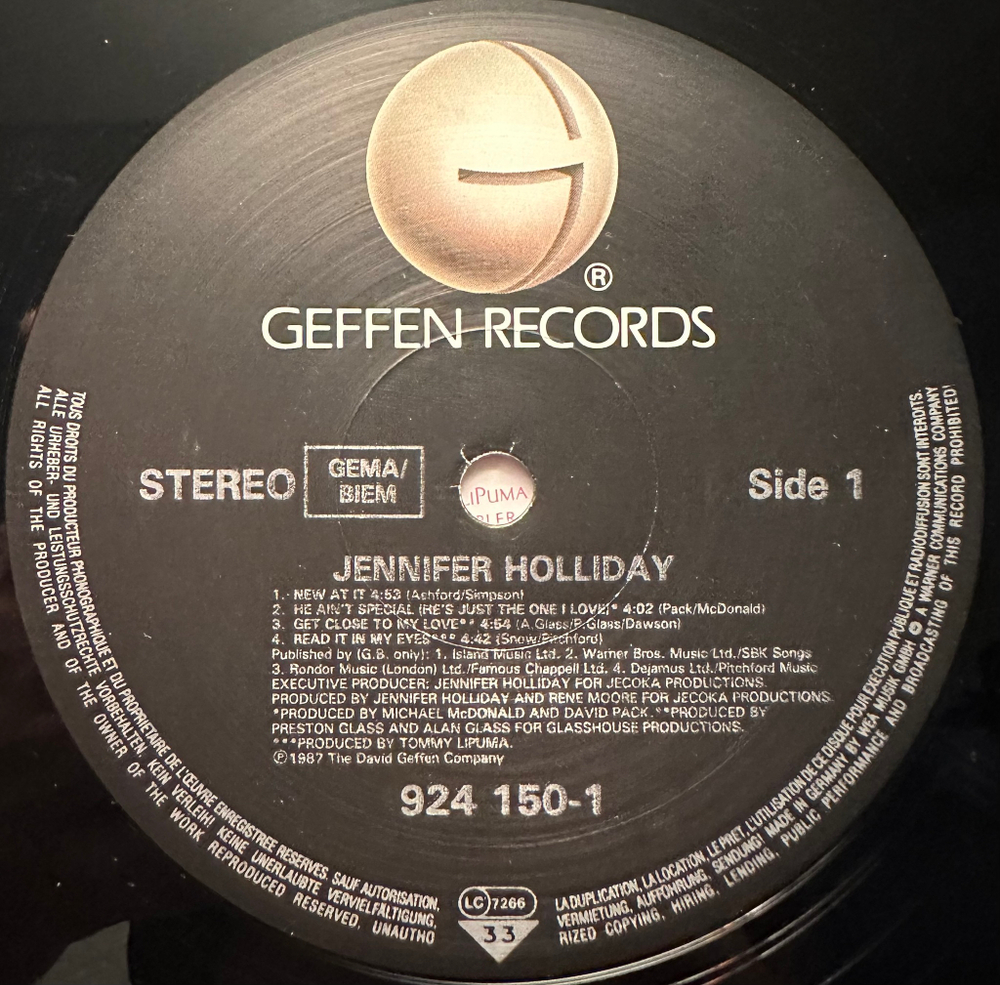 ®
GEFFEN RECORDS
STEREO
GEMA/
BIEM
LIPUMA
Side 1
JENNIFER HOLLIDAY
1. NEW AT IT 4:53 (Ashford/Simpson)
2. HE AIN'T SPECIAL (HE'S JUST THE ONE I LOVE)* 4:02 (Pack/McDonald)
3. GET CLOSE TO MY LOVE** 4:54 (A.Glass/P.Glass/Dawson)
4. READ IT IN MY EYES*** 4:42 (Snow/Pitchford)
Published by (G.B. only): 1. Island Music Ltd. 2. Warner Bros. Music Ltd./SBK Songs
3. Rondor Music (London) Ltd./Famous Chappell Ltd. 4. Dejamus Ltd./Pitchford Music
EXECUTIVE PRODUCER: JENNIFER HOLLIDAY FOR JECOKA PRODUCTIONS.
PRODUCED BY JENNIFER HOLLIDAY AND RENE MOORE FOR JECOKA PRODUCTIONS.
*PRODUCED BY MICHAEL McDONALD AND DAVID PACK. **PRODUCED BY
PRESTON GLASS AND ALAN GLASS FOR GLASSHOUSE PRODUCTIONS.
***PRODUCED BY TOMMY LIPUMA.
℗1987 The David Geffen Company
924 150-1
TOUS DROITS DU PRODUCTEUR PHONOGRAPHIQUE ET DU PROPRIETAIRE DE L'ŒUVRE ENREGISTREE RESERVES. SAUF AUTORISATION,
ALLE URHEBER- UND LEISTUNGSSCHUTZRECHTE VORBEHALTEN. KEIN VERLEIH! KEINE UNERLAUBTE VERVIELFÄLTIGUNG,
ALL RIGHTS OF THE PRODUCER AND OF THE OWNER OF THE WORK REPRODUCED RESERVED. UNAUTHO
LC 7266
33
LA DUPLICATION, LA LOCATION, LE PRET, L'UTILISATION DE CE DISQUE POUR EXECUTION PUBLIQUE ET RADIODIFFUSION SONT INTERDITS.
VERMIETUNG, AUFFÜHRUNG, SENDUNG! MADE IN GERMANY BY WEA MUSIK GMBH A WARNER COMMUNICATIONS COMPANY
RIZED COPYING, HIRING, LENDING, PUBLIC PERFORMANCE AND BROADCASTING OF THIS RECORD PROHIBITED!